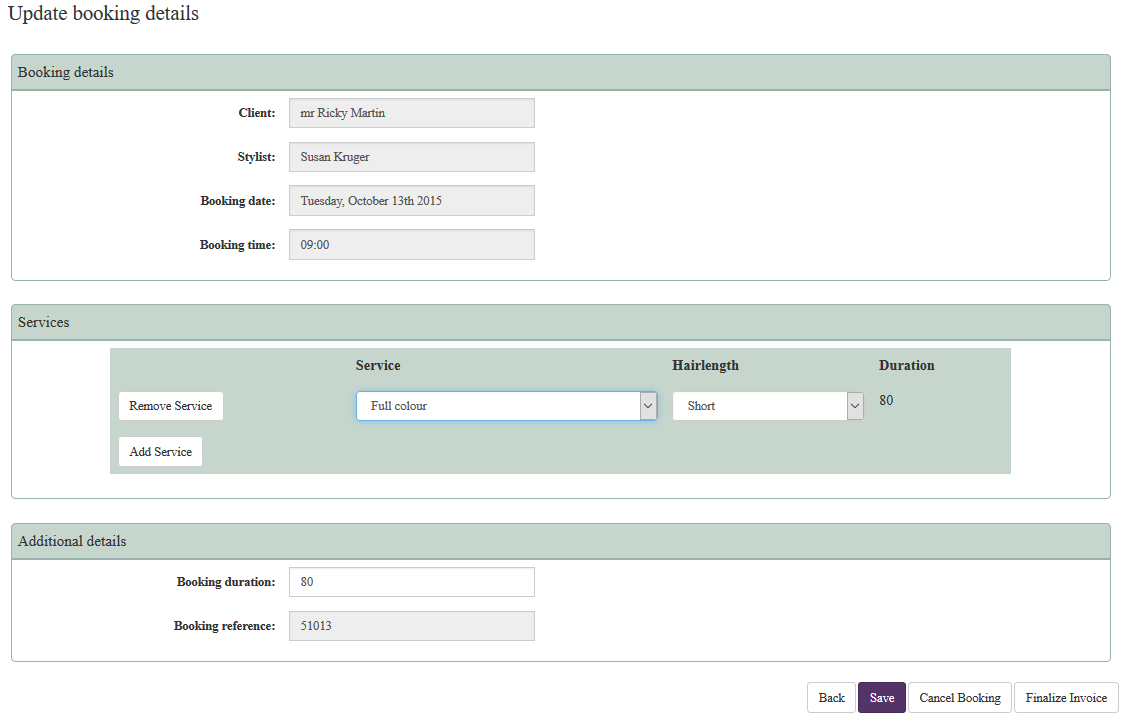 Update booking details
Booking details
Client: mr Ricky Martin
Stylist: Susan Kruger
Booking date: Tuesday, October 13th 2015
Booking time: 09:00
Services
Service Hairlength Duration
Remove Service Full colour Short 80
Add Service
Additional details
Booking duration: 80
Booking reference: 51013
Back Save Cancel Booking Finalize Invoice